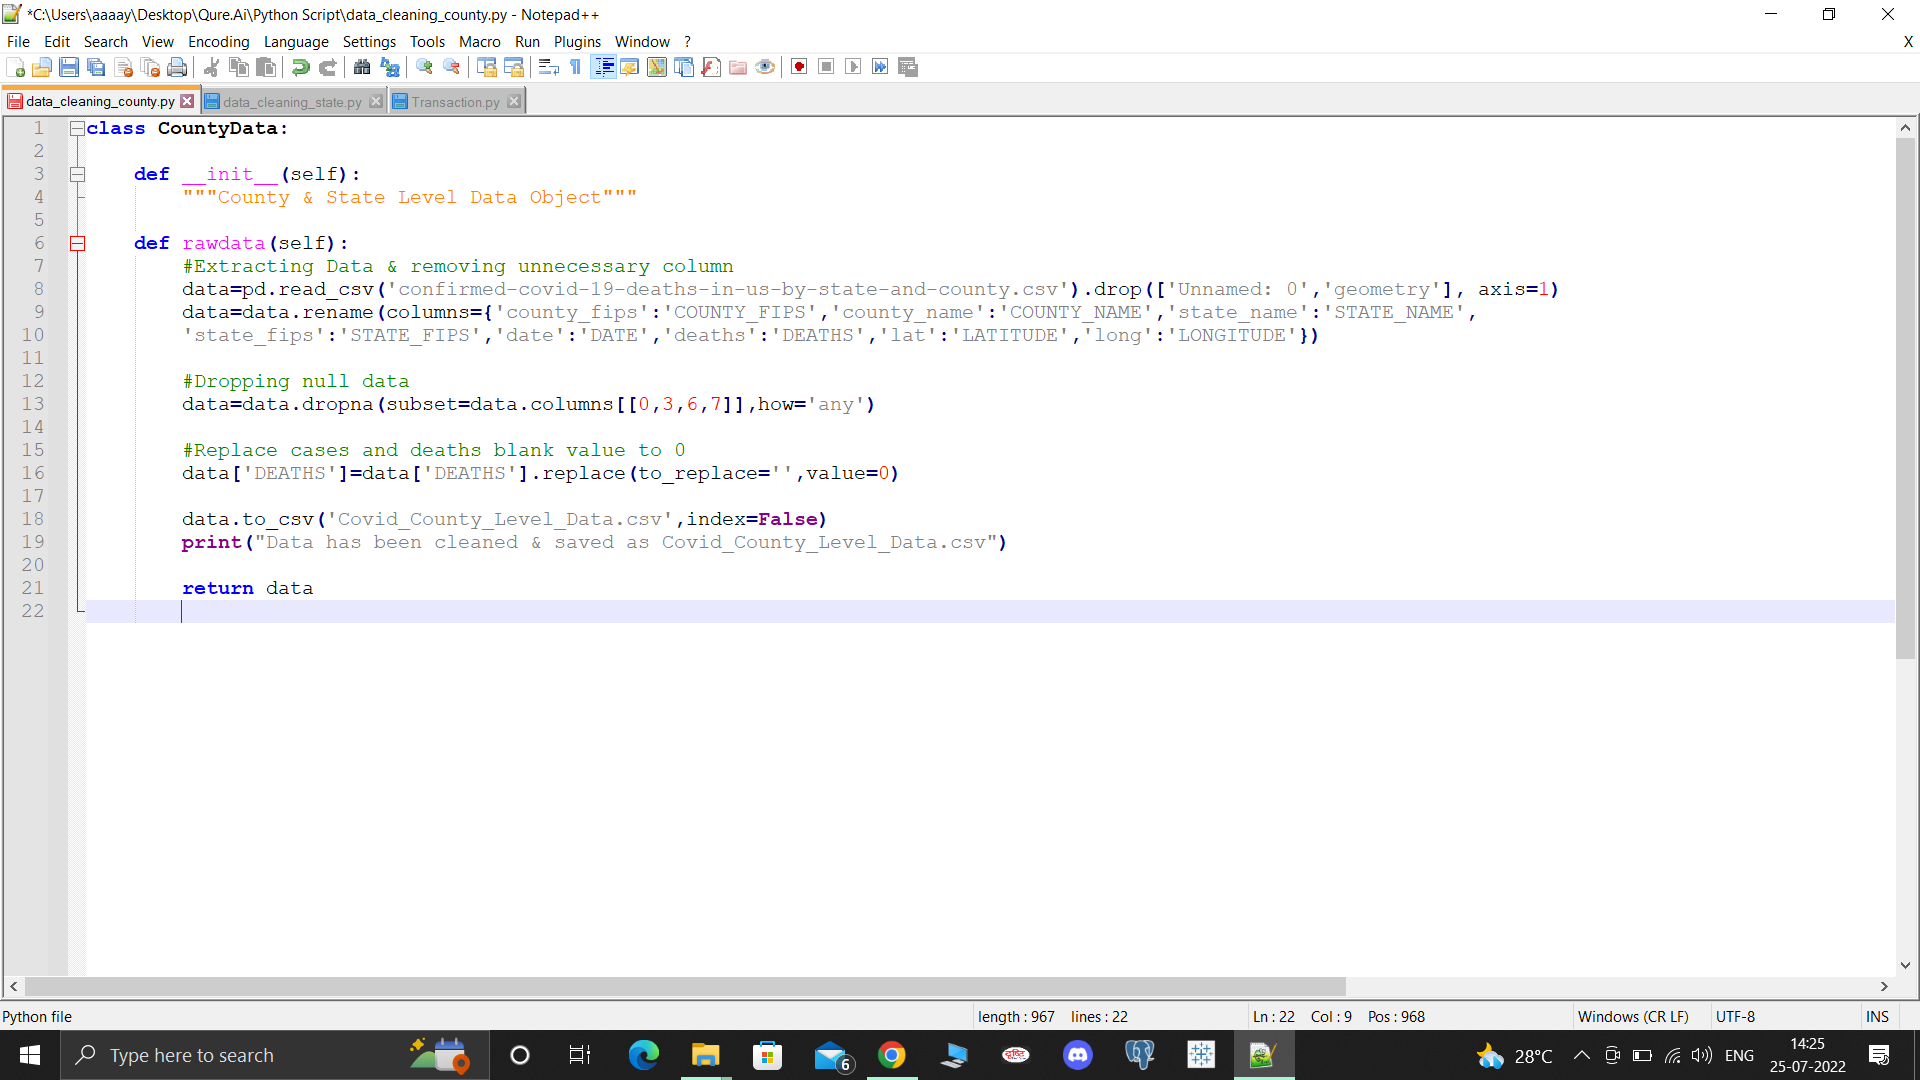 *C:\Users\aaaay\Desktop\Qure.Ai\Python Script\data_cleaning_county.py - Notepad++
File Edit Search View Encoding Language Settings Tools Macro Run Plugins Window ? X
data_cleaning_county.py data_cleaning_state.py Transaction.py
1 class CountyData:
2
3 def __init__(self):
4 """County & State Level Data Object"""
5
6 def rawdata(self):
7 #Extracting Data & removing unnecessary column
8 data=pd.read_csv('confirmed-covid-19-deaths-in-us-by-state-and-county.csv').drop(['Unnamed: 0','geometry'], axis=1)
9 data=data.rename(columns={'county_fips':'COUNTY_FIPS','county_name':'COUNTY_NAME','state_name':'STATE_NAME',
10 'state_fips':'STATE_FIPS','date':'DATE','deaths':'DEATHS','lat':'LATITUDE','long':'LONGITUDE'})
11
12 #Dropping null data
13 data=data.dropna(subset=data.columns[[0,3,6,7]],how='any')
14
15 #Replace cases and deaths blank value to 0
16 data['DEATHS']=data['DEATHS'].replace(to_replace='',value=0)
17
18 data.to_csv('Covid_County_Level_Data.csv',index=False)
19 print("Data has been cleaned & saved as Covid_County_Level_Data.csv")
20
21 return data
22
Python file length : 967 lines : 22 Ln : 22 Col : 9 Pos : 968 Windows (CR LF) UTF-8 INS
Type here to search 6 28°C ENG 14:25
25-07-2022